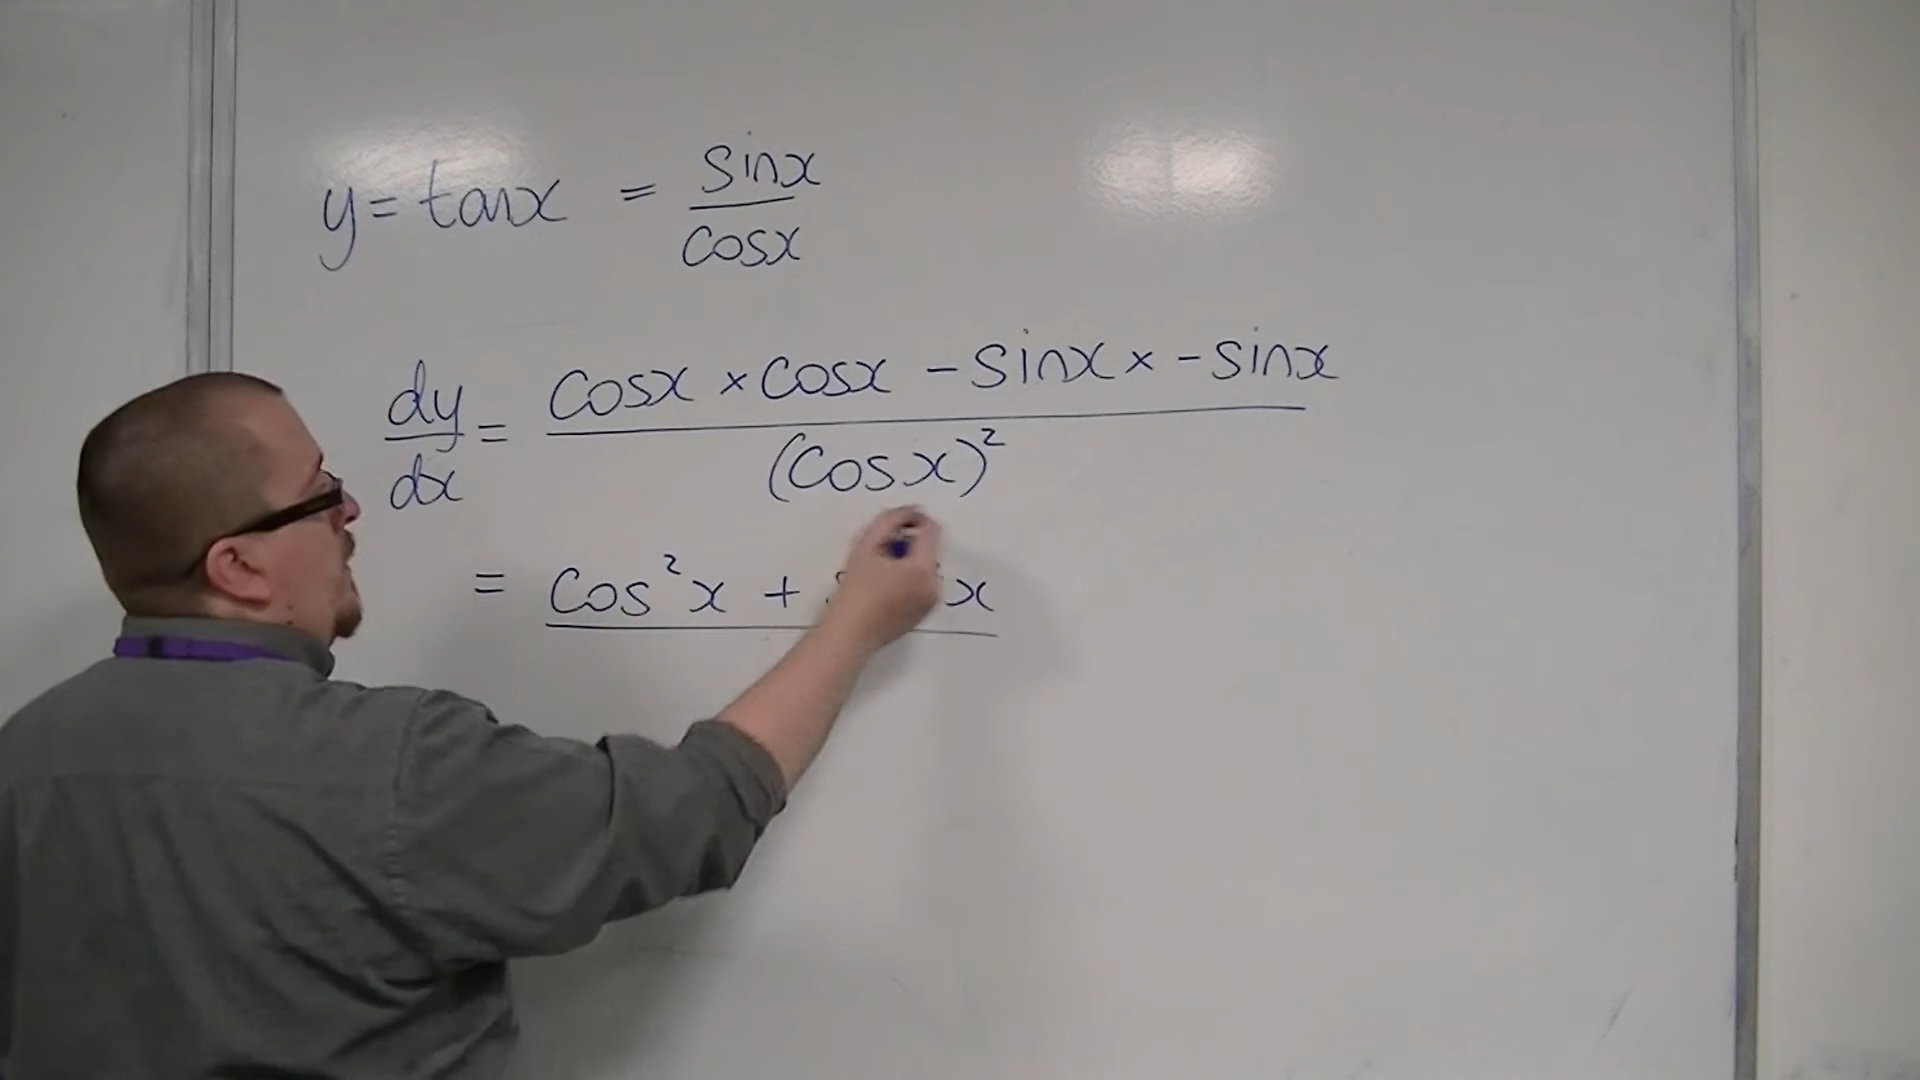 y = tanx = sinx / cosx
dy/dx = cosx × cosx - sinx × -sinx / (cosx)²
= cos²x + x